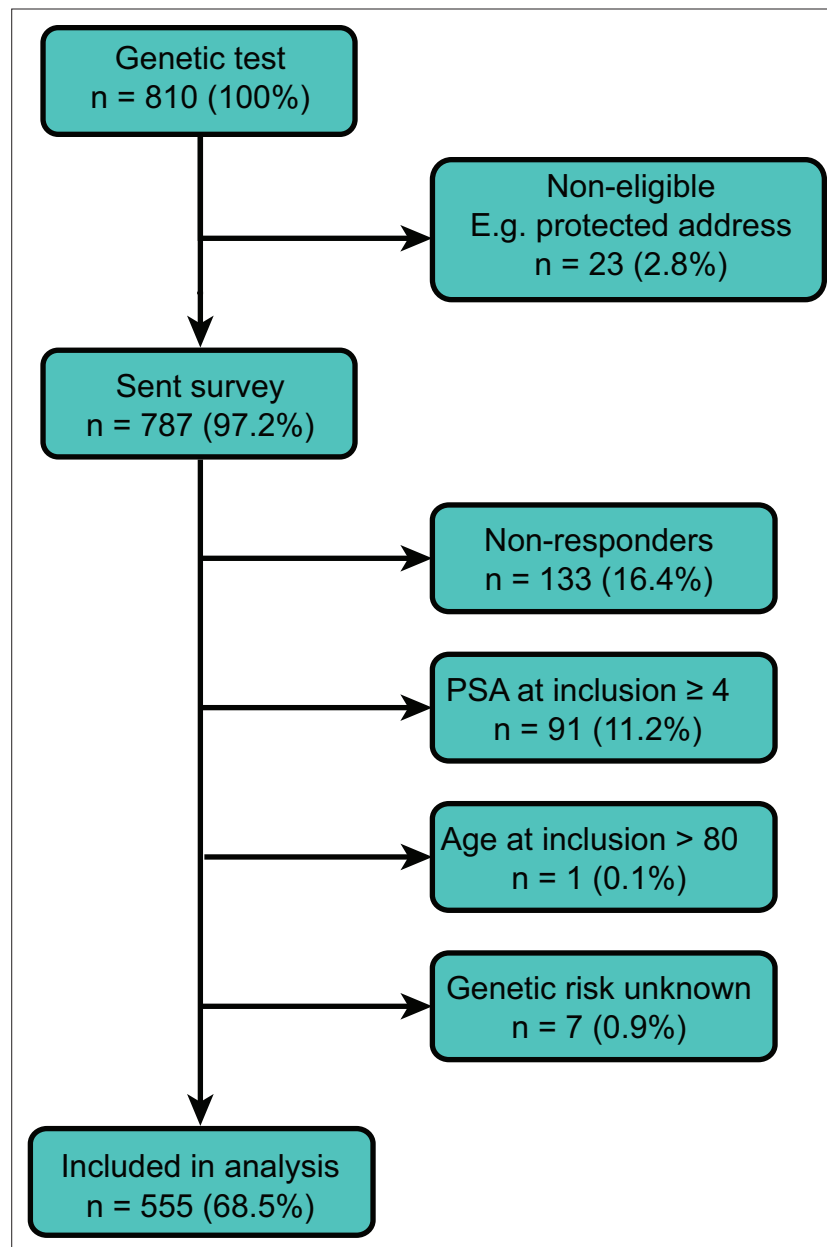 Genetic test
n = 810 (100%)
Non-eligible
E.g. protected address
n = 23 (2.8%)
Sent survey
n = 787 (97.2%)
Non-responders
n = 133 (16.4%)
PSA at inclusion ≥ 4
n = 91 (11.2%)
Age at inclusion > 80
n = 1 (0.1%)
Genetic risk unknown
n = 7 (0.9%)
Included in analysis
n = 555 (68.5%)